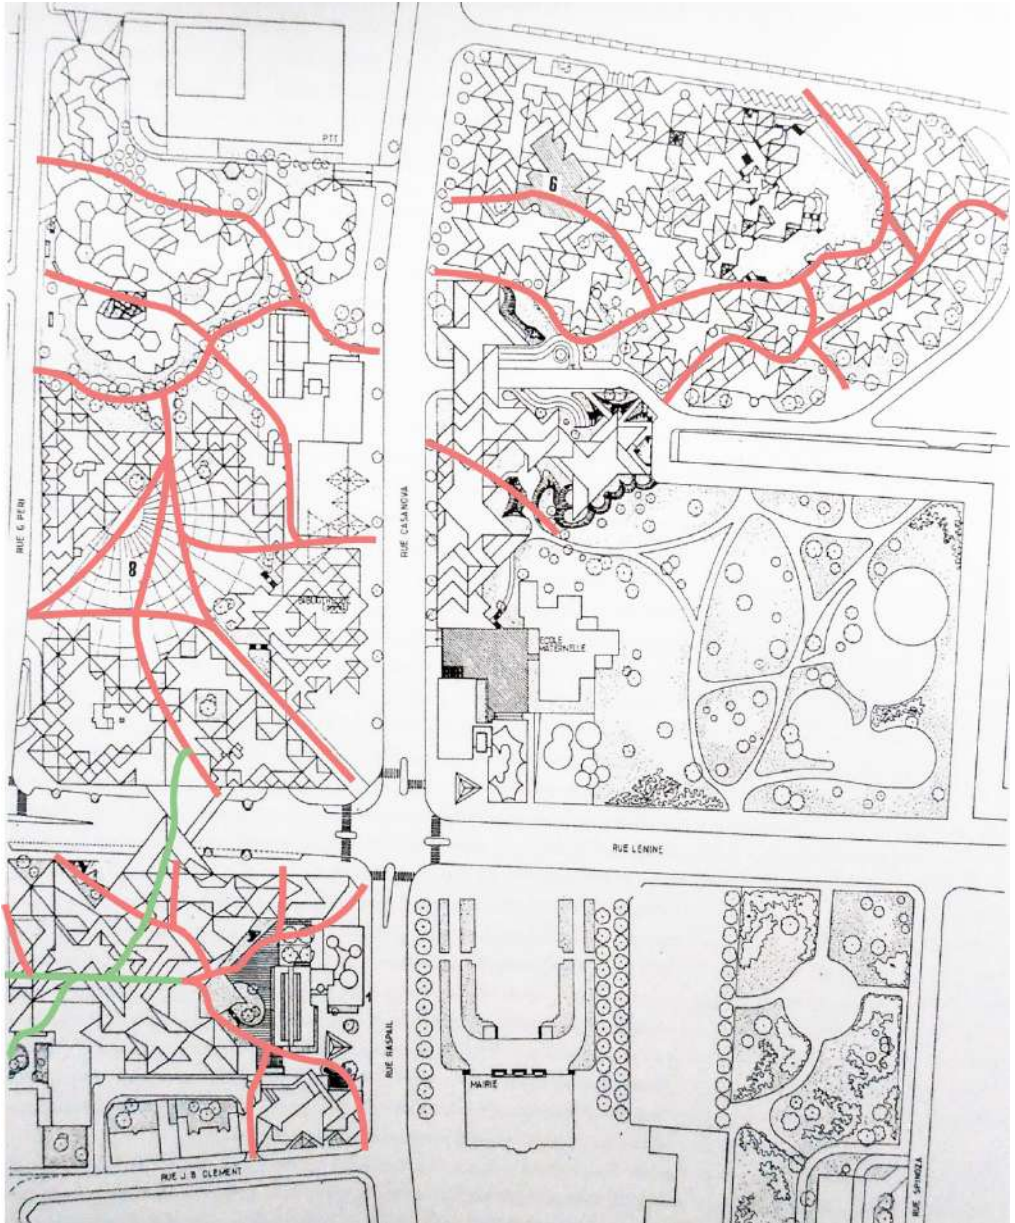 PTT
6
RUE G PERI
RUE CASANOVA
8
ECOLE
MATERNELLE
RUE LENINE
RUE RASPAIL
MAIRIE
RUE J. B CLEMENT
RUE SPINOZA